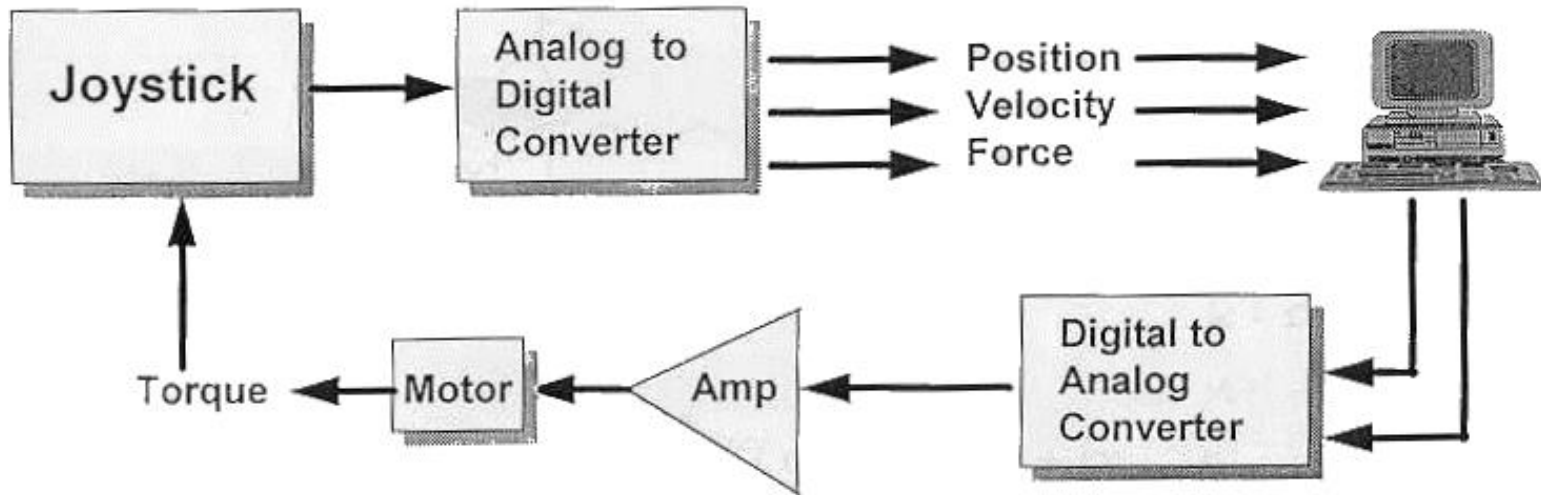 Joystick
Analog to
Digital
Converter
Position
Velocity
Force
Digital to
Analog
Converter
Amp
Motor
Torque